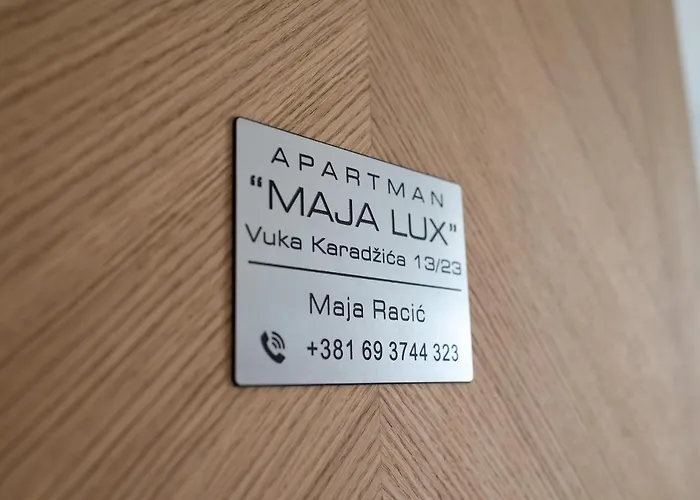 APARTMAN
“MAJA LUX”
Vuka Karadžića 13/23
Maja Racić
+381 69 3744 323